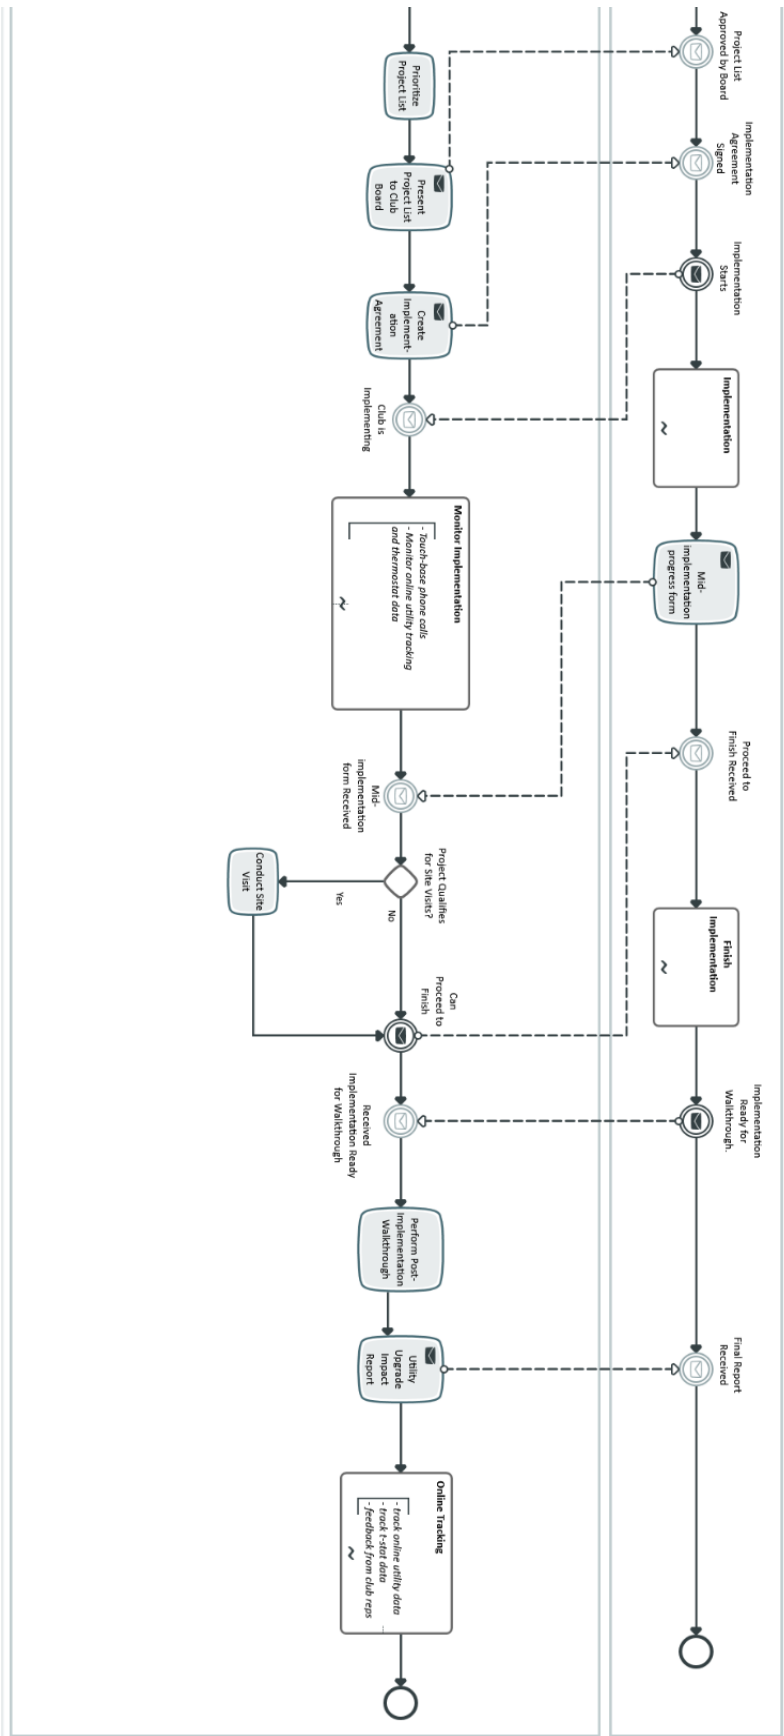 Project List
Approved by Board
Implementation
Agreement
Signed
Implementation
Starts
Implementation
Mid-
implementation
progress form
Proceed to
Finish Received
Finish
Implementation
Implementation
Ready for
Walkthrough.
Final Report
Received
Prioritize
Project List
Present
Project List
to Club
Board
Create
Implement-
ation
Agreement
Club is
Implementing
Monitor Implementation
- Touch-base phone calls
- Monitor online utility tracking
and thermostat data
Mid-
implementation
form Received
Project Qualifies
for Site Visits?
No
Yes
Conduct Site
Visit
Can
Proceed to
Finish
Received
Implementation Ready
for Walkthrough
Perform Post-
Implementation
Walkthrough
Utility
Upgrade
Impact
Report
Online Tracking
- track online utility data
- track t-stat data
- feedback from club reps